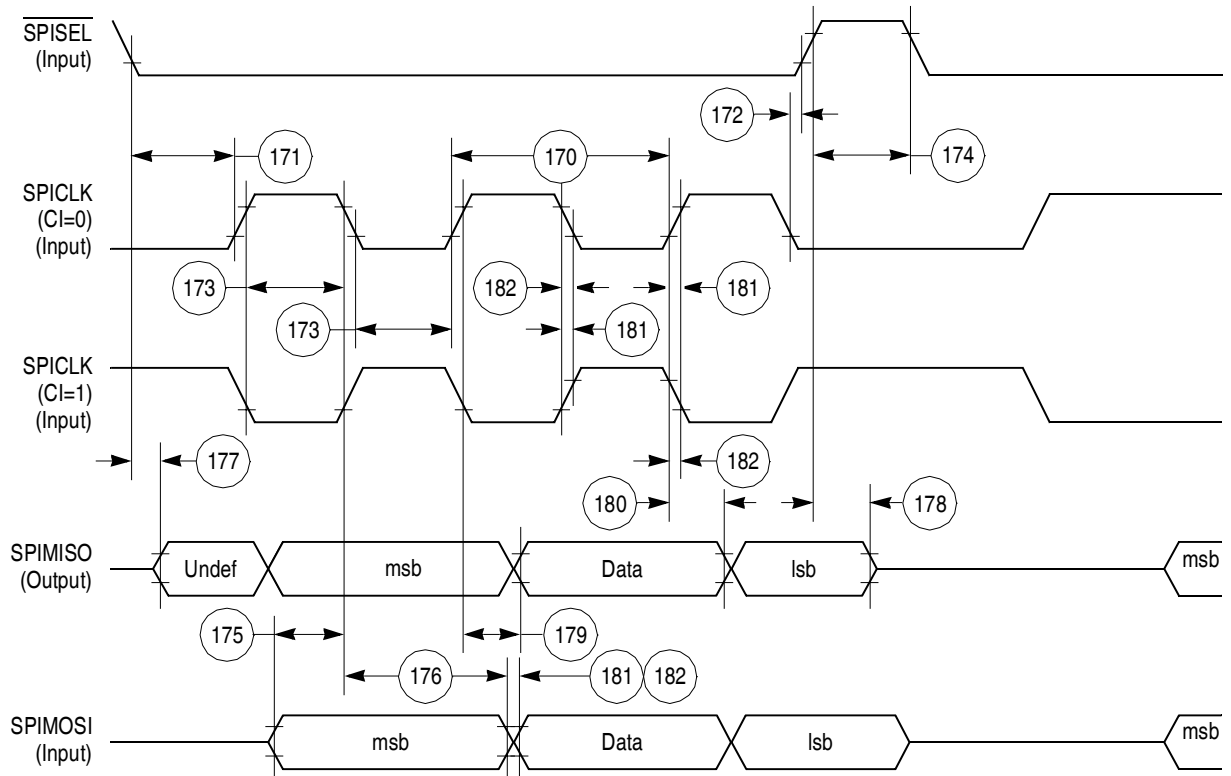 SPISEL
(Input)
172
171
170
174
SPICLK
(CI=0)
(Input)
173
182
181
173
181
SPICLK
(CI=1)
(Input)
177
182
180
178
SPIMISO
(Output)
Undef
msb
Data
lsb
msb
175
179
176
181
182
SPIMOSI
(Input)
msb
Data
lsb
msb